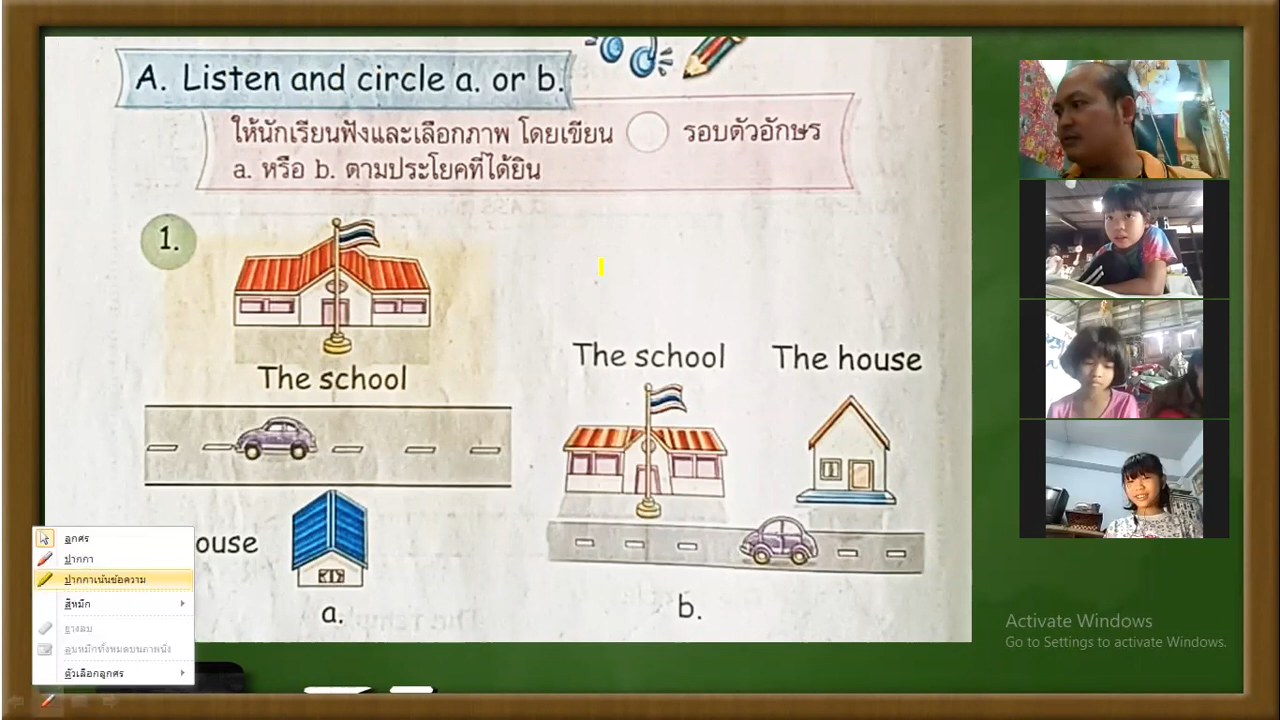 A. Listen and circle a. or b.
ให้นักเรียนฟังและเลือกภาพ โดยเขียน รอบตัวอักษร
a. หรือ b. ตามประโยคที่ได้ยิน
1.
The school
ouse
a.
The school The house
b.
ลูกศร
ปากกา
ปากกาเน้นข้อความ
สีหมึก
ยางลบ
ลบหมึกทั้งหมดบนภาพนิ่ง
ตัวเลือกลูกศร
Activate Windows
Go to Settings to activate Windows.